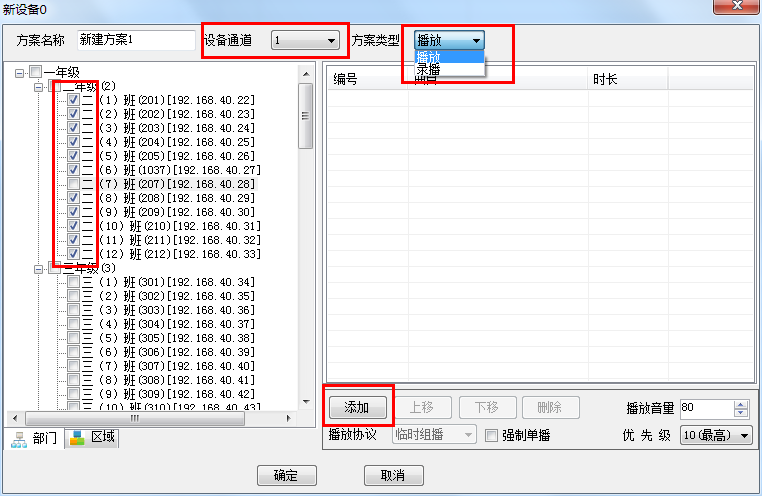 新设备0
方案名称 新建方案1 设备通道 1 方案类型 播放
播放
录播
一年级
二年级(2)
二（1）班(201)[192.168.40.22]
二（2）班(202)[192.168.40.23]
二（3）班(203)[192.168.40.24]
二（4）班(204)[192.168.40.25]
二（5）班(205)[192.168.40.26]
二（6）班(1037)[192.168.40.27]
二（7）班(207)[192.168.40.28]
二（8）班(208)[192.168.40.29]
二（9）班(209)[192.168.40.30]
二（10）班(210)[192.168.40.31]
二（11）班(211)[192.168.40.32]
二（12）班(212)[192.168.40.33]
三年级(3)
三（1）班(301)[192.168.40.34]
三（2）班(302)[192.168.40.35]
三（3）班(303)[192.168.40.36]
三（4）班(304)[192.168.40.37]
三（5）班(305)[192.168.40.38]
三（6）班(306)[192.168.40.39]
三（7）班(307)[192.168.40.40]
三（8）班(308)[192.168.40.41]
三（9）班(309)[192.168.40.42]
三（10）班(310)[192.168.40.43]
部门 区域
编号 曲目 时长
添加 上移 下移 删除 播放音量 80
播放协议 临时组播 强制单播 优先级 10(最高)
确定 取消